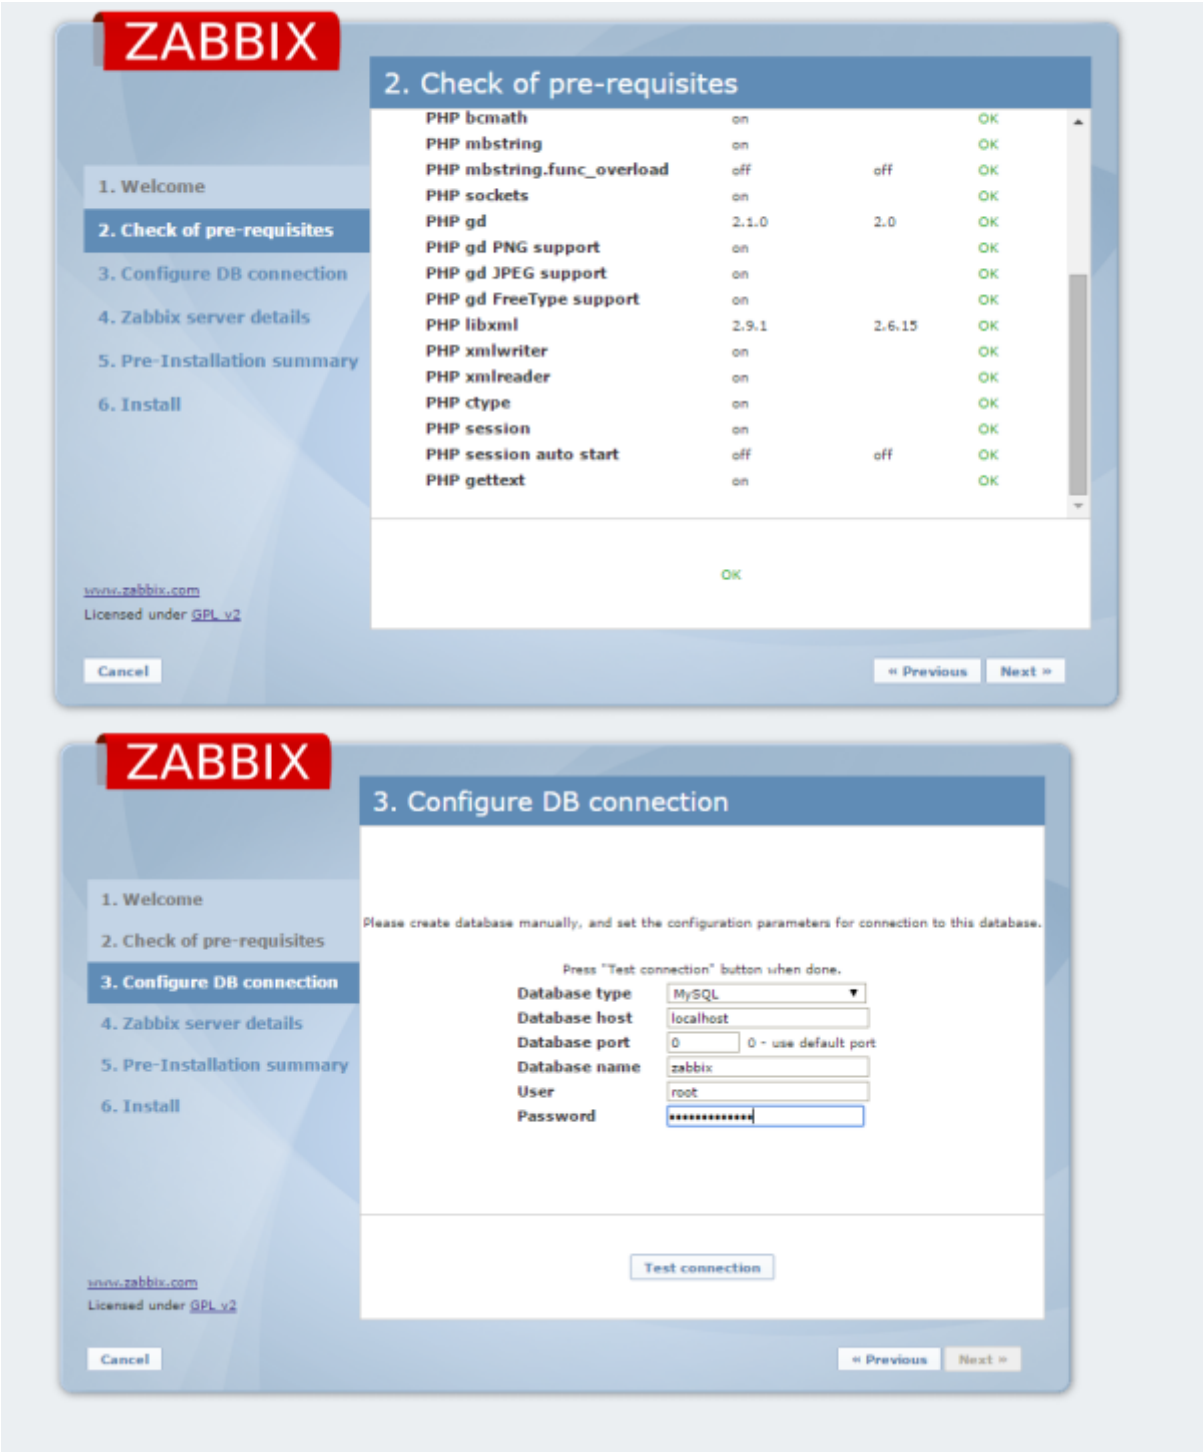 ZABBIX
2. Check of pre-requisites
PHP bcmath on OK
PHP mbstring on OK
PHP mbstring.func_overload off off OK
PHP sockets on OK
PHP gd 2.1.0 2.0 OK
PHP gd PNG support on OK
PHP gd JPEG support on OK
PHP gd FreeType support on OK
PHP libxml 2.9.1 2.6.15 OK
PHP xmlwriter on OK
PHP xmlreader on OK
PHP ctype on OK
PHP session on OK
PHP session auto start off off OK
PHP gettext on OK
OK
1. Welcome
2. Check of pre-requisites
3. Configure DB connection
4. Zabbix server details
5. Pre-Installation summary
6. Install
www.zabbix.com
Licensed under GPL v2
Cancel
« Previous
Next »
ZABBIX
3. Configure DB connection
1. Welcome
2. Check of pre-requisites
3. Configure DB connection
4. Zabbix server details
5. Pre-Installation summary
6. Install
Please create database manually, and set the configuration parameters for connection to this database.
Press "Test connection" button when done.
Database type MySQL
Database host localhost
Database port 0 0 - use default port
Database name zabbix
User root
Password •••••••••••••
Test connection
www.zabbix.com
Licensed under GPL v2
Cancel
« Previous
Next »